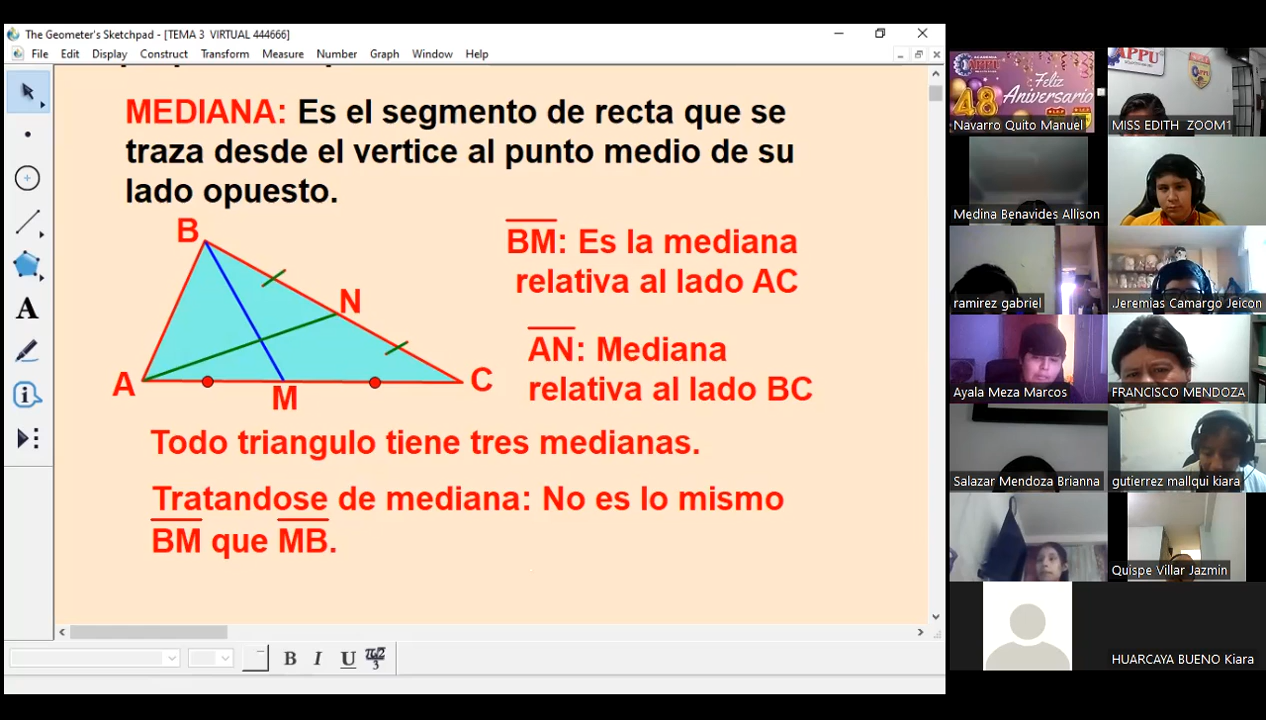 The Geometer's Sketchpad - [TEMA 3 VIRTUAL 444666]
File Edit Display Construct Transform Measure Number Graph Window Help
MEDIANA: Es el segmento de recta que se
traza desde el vertice al punto medio de su
lado opuesto.
B
N
A
M
C
BM: Es la mediana
relativa al lado AC
AN: Mediana
relativa al lado BC
Todo triangulo tiene tres medianas.
Tratandose de mediana: No es lo mismo
BM que MB.
A
B I U
APPU
Feliz
48 Aniversario
Navarro Quito Manuel
APPU
APPU
MISS EDITH ZOOM1
Medina Benavides Allison
ramirez gabriel
Jeremias Camargo Jeicon
Ayala Meza Marcos
FRANCISCO MENDOZA
Salazar Mendoza Brianna
gutierrez mallqui kiara
Quispe Villar Jazmin
HUARCAYA BUENO Kiara